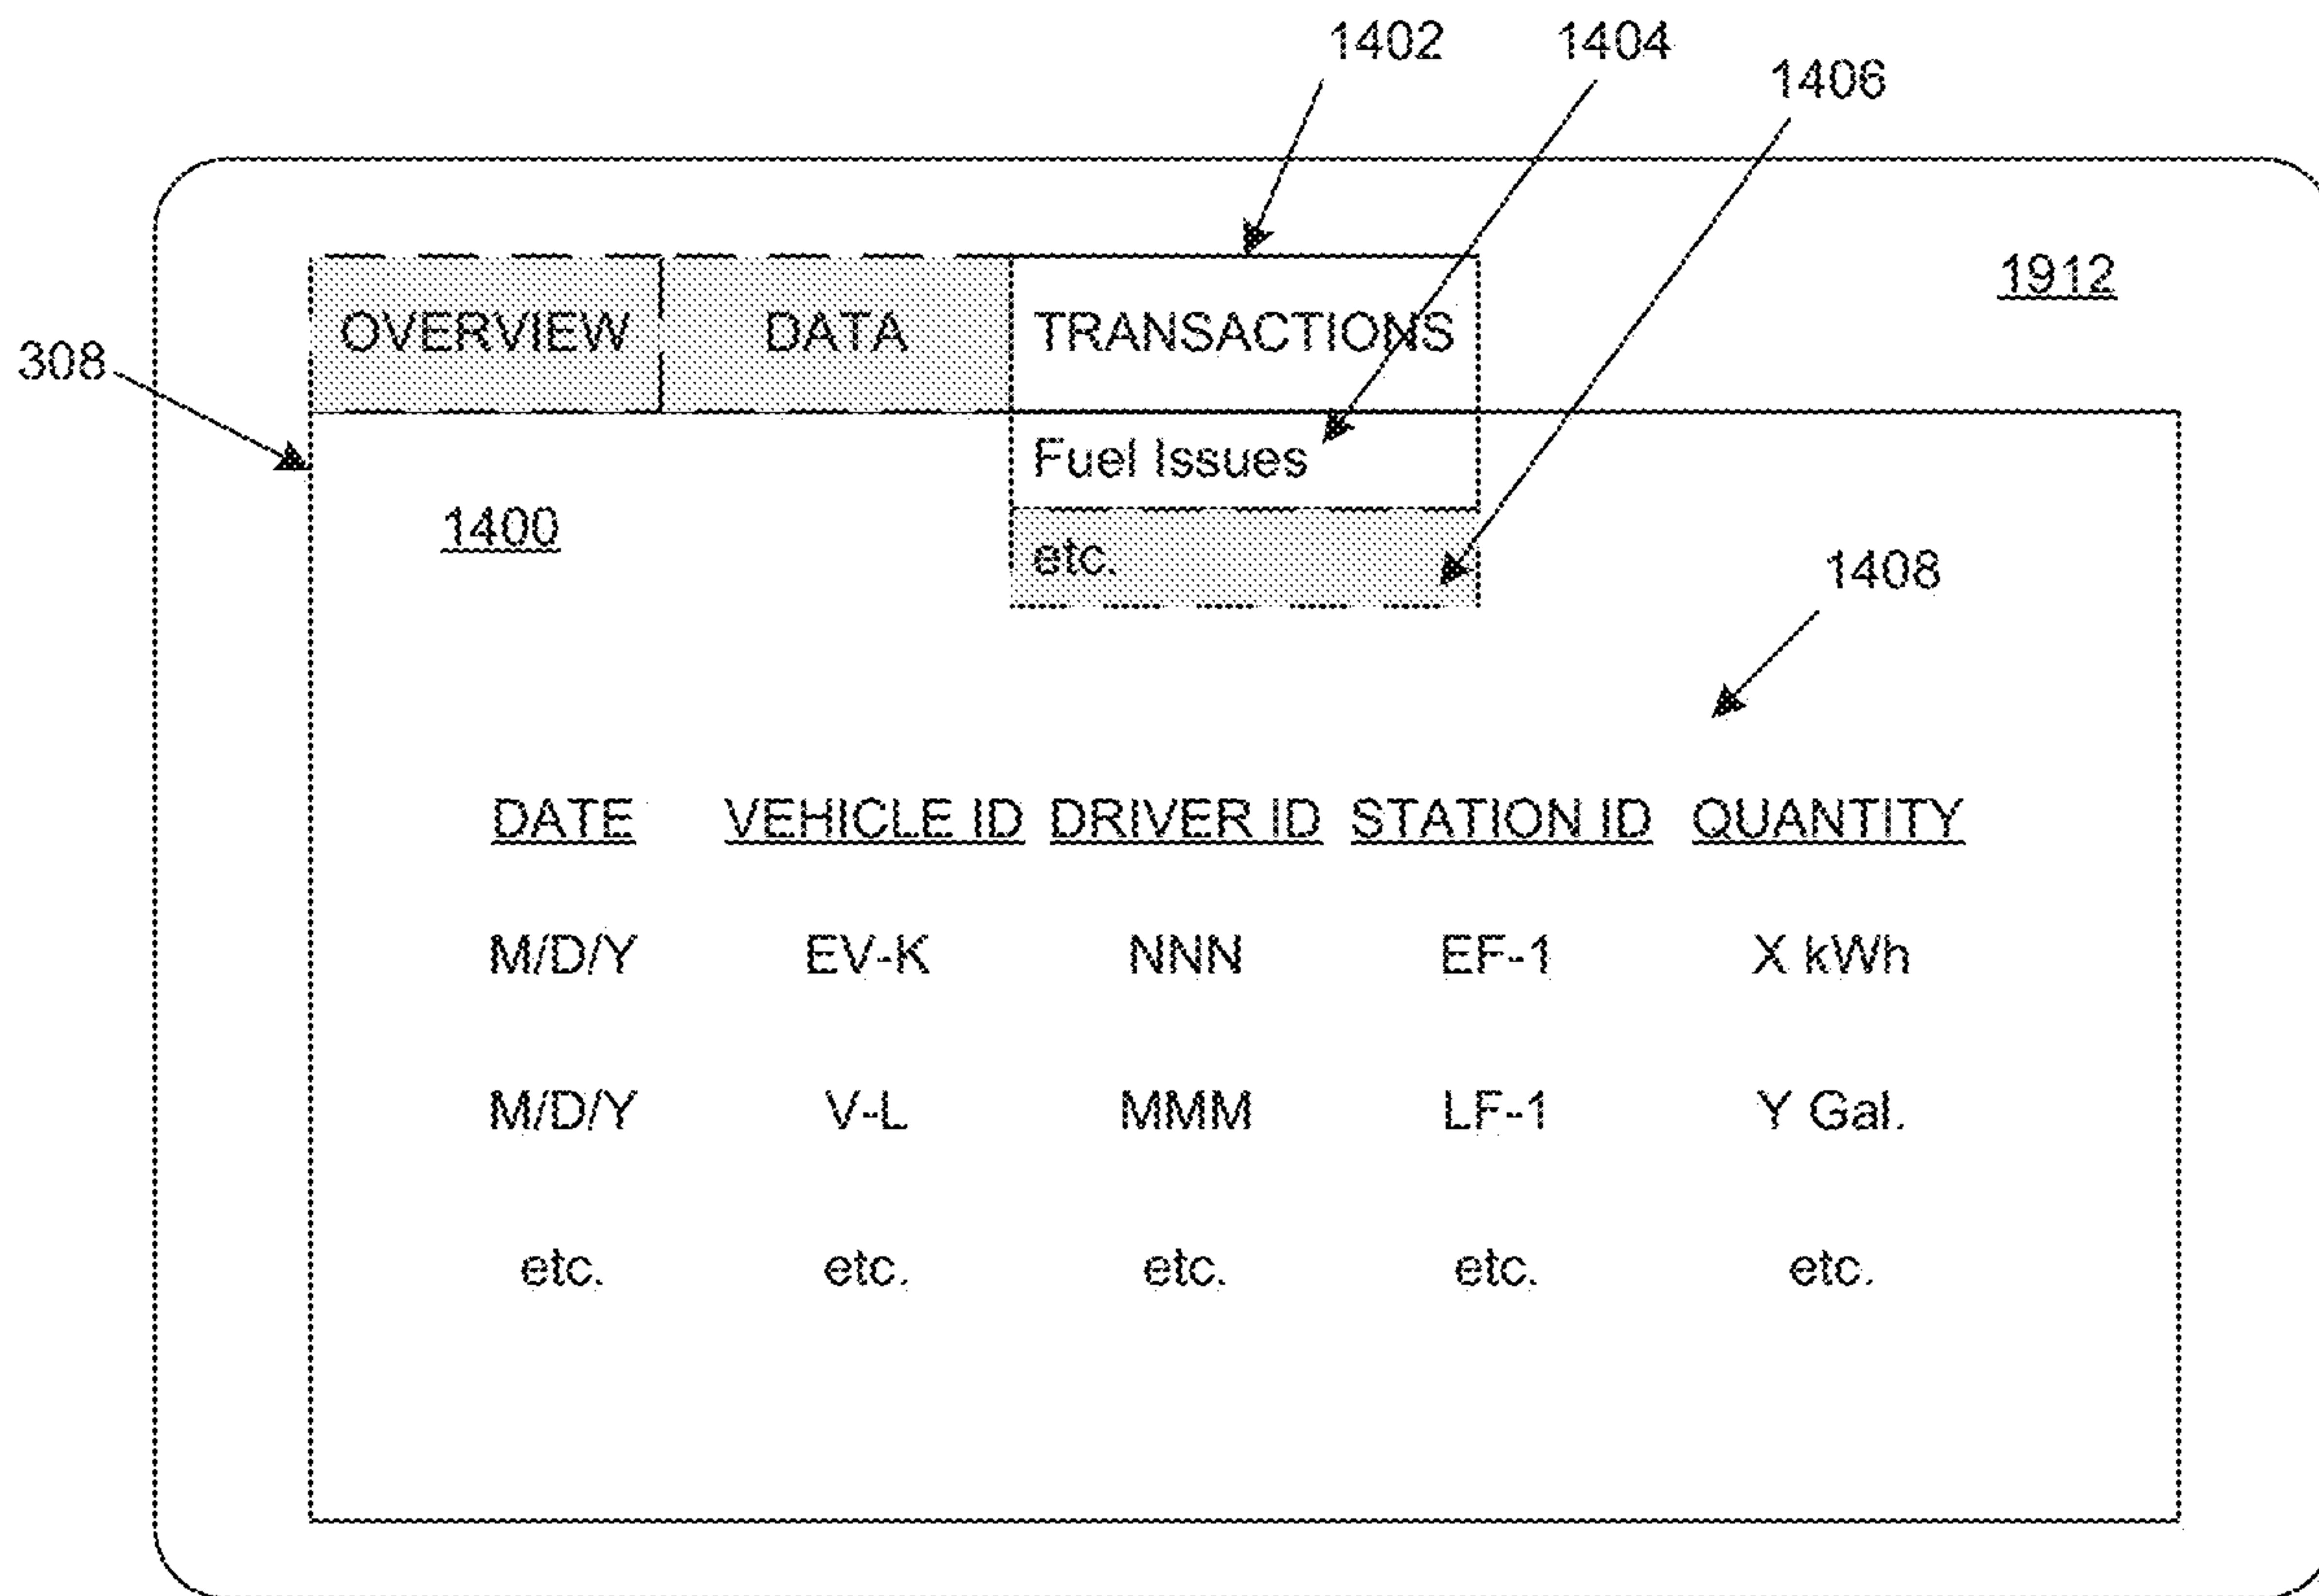 1402 1404
1406
1912
OVERVIEW DATA TRANSACTIONS
308
Fuel Issues
1400
etc.
1408
DATE VEHICLE ID DRIVER ID STATION ID QUANTITY
M/D/Y EV-K NNN EF-1 X kWh
M/D/Y V-L MMM LF-1 Y Gal.
etc. etc. etc. etc. etc.